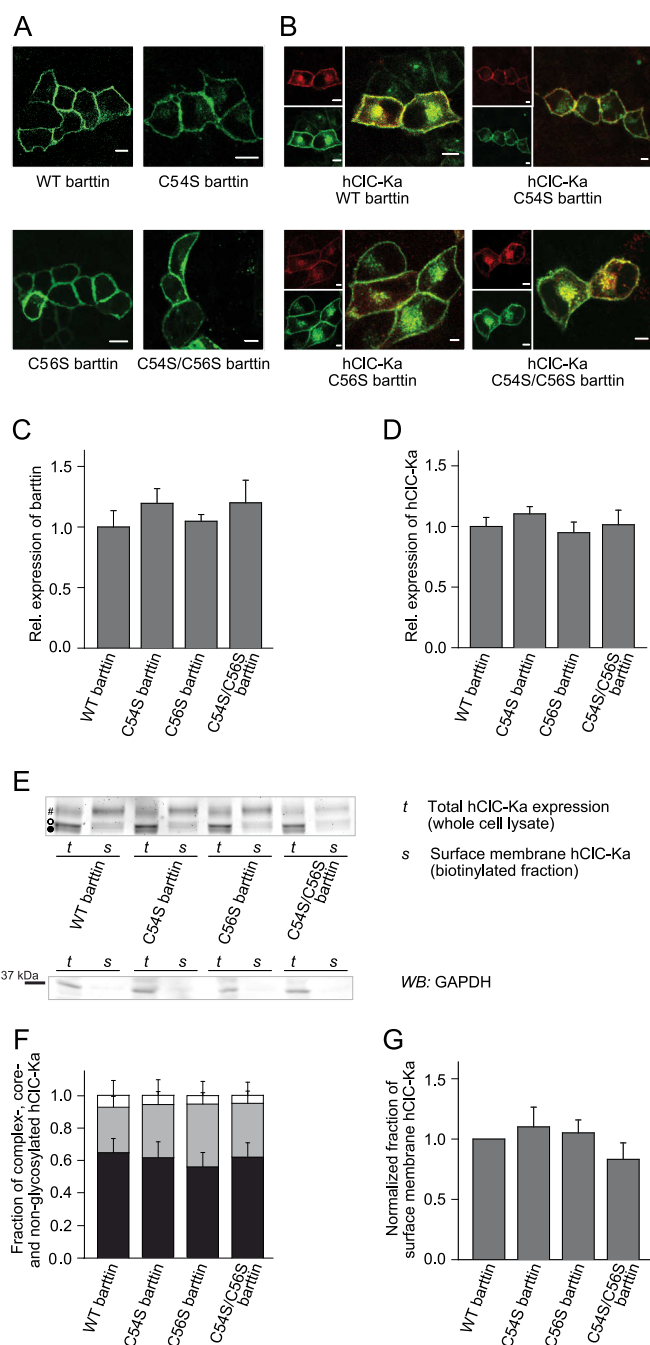 A
B
WT barttin
C54S barttin
hClC-Ka
WT barttin
hClC-Ka
C54S barttin
C56S barttin
C54S/C56S barttin
hClC-Ka
C56S barttin
hClC-Ka
C54S/C56S barttin
C
Rel. expression of barttin
1.5
1.0
0.5
0.0
WT barttin
C54S barttin
C56S barttin
C54S/C56S
barttin
D
Rel. expression of hClC-Ka
1.5
1.0
0.5
0.0
WT barttin
C54S barttin
C56S barttin
C54S/C56S
barttin
E
#
t s t s t s t s
WT barttin
C54S barttin
C56S barttin
C54S/C56S
barttin
t Total hClC-Ka expression
(whole cell lysate)
s Surface membrane hClC-Ka
(biotinylated fraction)
t s t s t s t s
37 kDa
WB: GAPDH
F
Fraction of complex-, core-
and non-glycosylated hClC-Ka
1.0
0.8
0.6
0.4
0.2
0.0
WT barttin
C54S barttin
C56S barttin
C54S/C56S
barttin
G
Normalized fraction of
surface membrane hClC-Ka
1.5
1.0
0.5
0.0
WT barttin
C54S barttin
C56S barttin
C54S/C56S
barttin